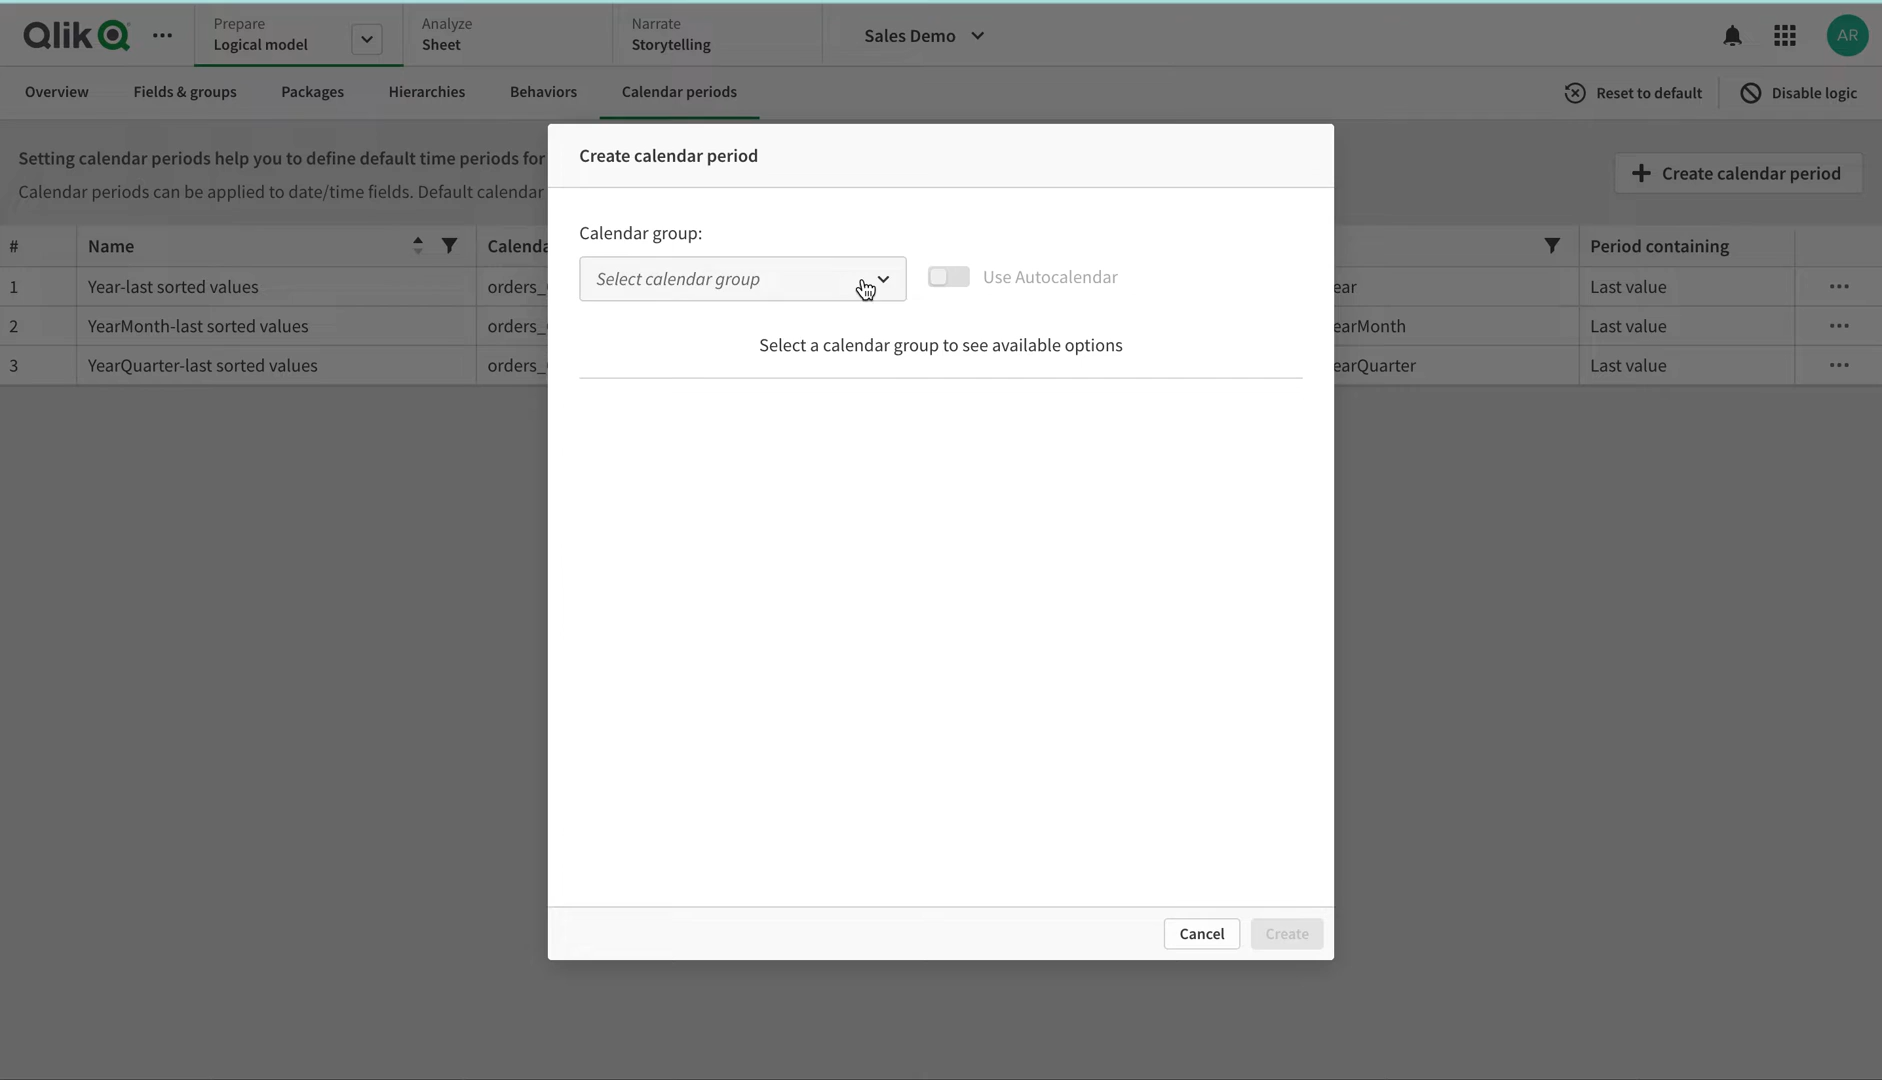 Qlik
Prepare
Logical model
Analyze
Sheet
Narrate
Storytelling
Sales Demo
AR
Overview
Fields & groups
Packages
Hierarchies
Behaviors
Calendar periods
Reset to default
Disable logic
Setting calendar periods help you to define default time periods for
Calendar periods can be applied to date/time fields. Default calendar
Create calendar period
# Name Calenda Period containing
1 Year-last sorted values orders_ ear Last value
2 YearMonth-last sorted values orders_ earMonth Last value
3 YearQuarter-last sorted values orders_ earQuarter Last value
Create calendar period
Calendar group:
Select calendar group
Use Autocalendar
Select a calendar group to see available options
Cancel
Create